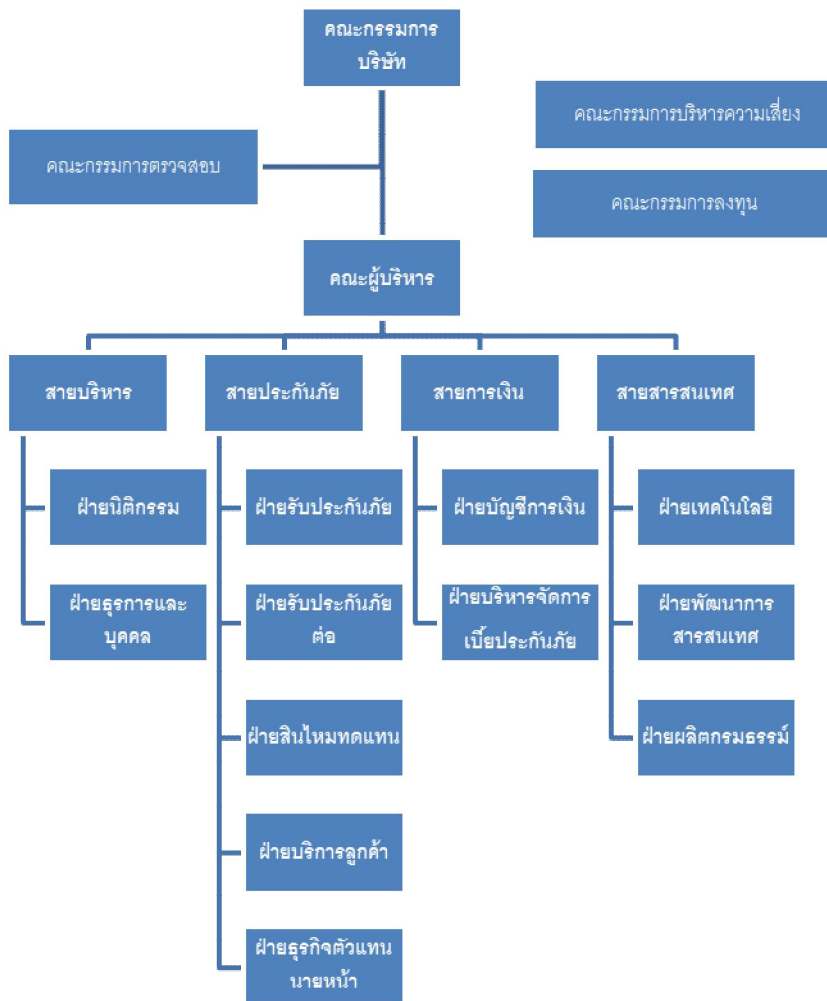 คณะกรรมการ
บริษัท
คณะกรรมการบริหารความเสี่ยง
คณะกรรมการตรวจสอบ
คณะกรรมการลงทุน
คณะผู้บริหาร
สายบริหาร
สายประกันภัย
สายการเงิน
สายสารสนเทศ
ฝ่ายนิติกรรม
ฝ่ายรับประกันภัย
ฝ่ายบัญชีการเงิน
ฝ่ายเทคโนโลยี
ฝ่ายธุรการและ
บุคคล
ฝ่ายรับประกันภัย
ต่อ
ฝ่ายบริหารจัดการ
เบี้ยประกันภัย
ฝ่ายพัฒนาการ
สารสนเทศ
ฝ่ายสินไหมทดแทน
ฝ่ายผลิตกรมธรรม์
ฝ่ายบริการลูกค้า
ฝ่ายธุรกิจตัวแทน
นายหน้า